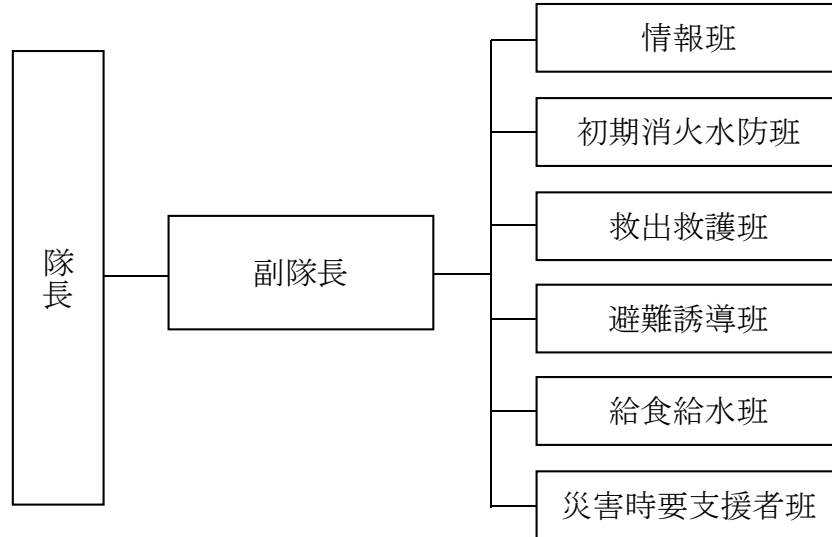 隊長
副隊長
情報班
初期消火水防班
救出救護班
避難誘導班
給食給水班
災害時要支援者班